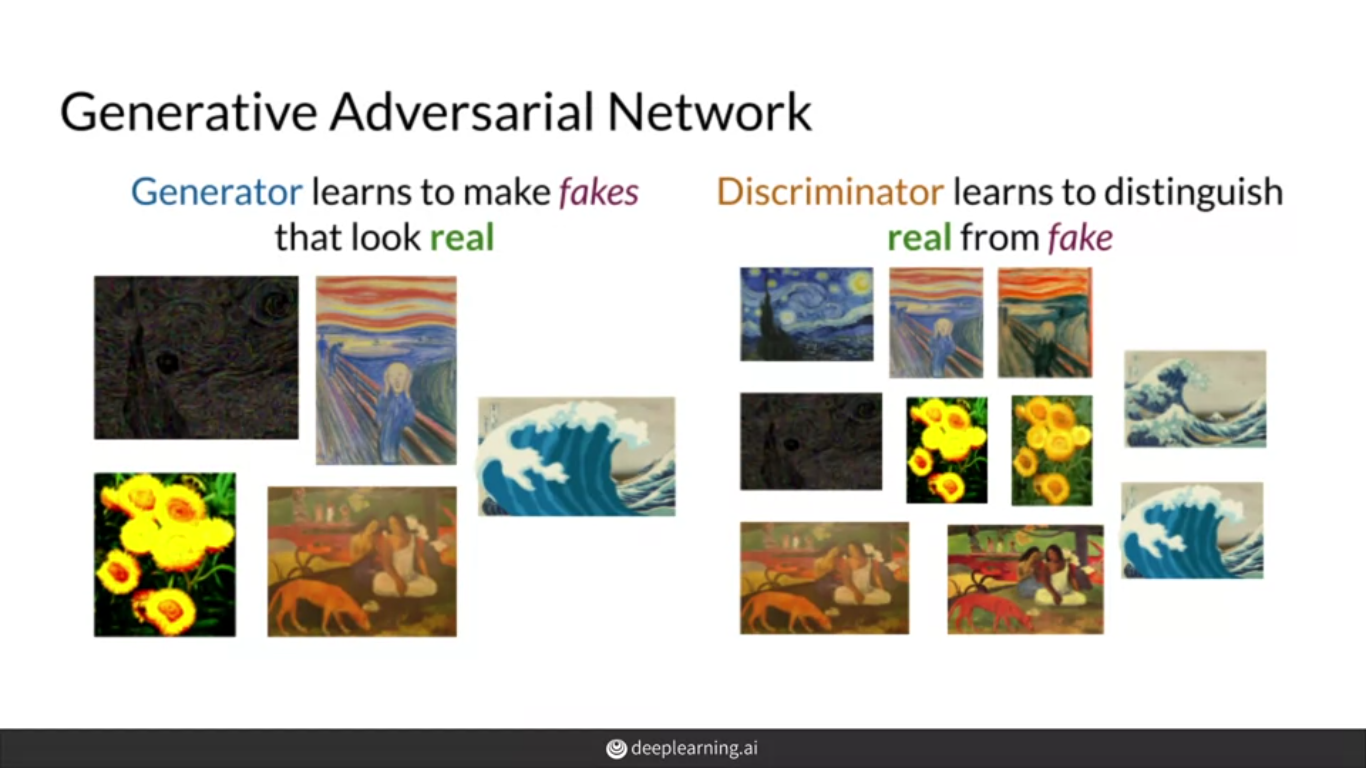 Generative Adversarial Network
Generator learns to make fakes
that look real
Discriminator learns to distinguish
real from fake
deeplearning.ai